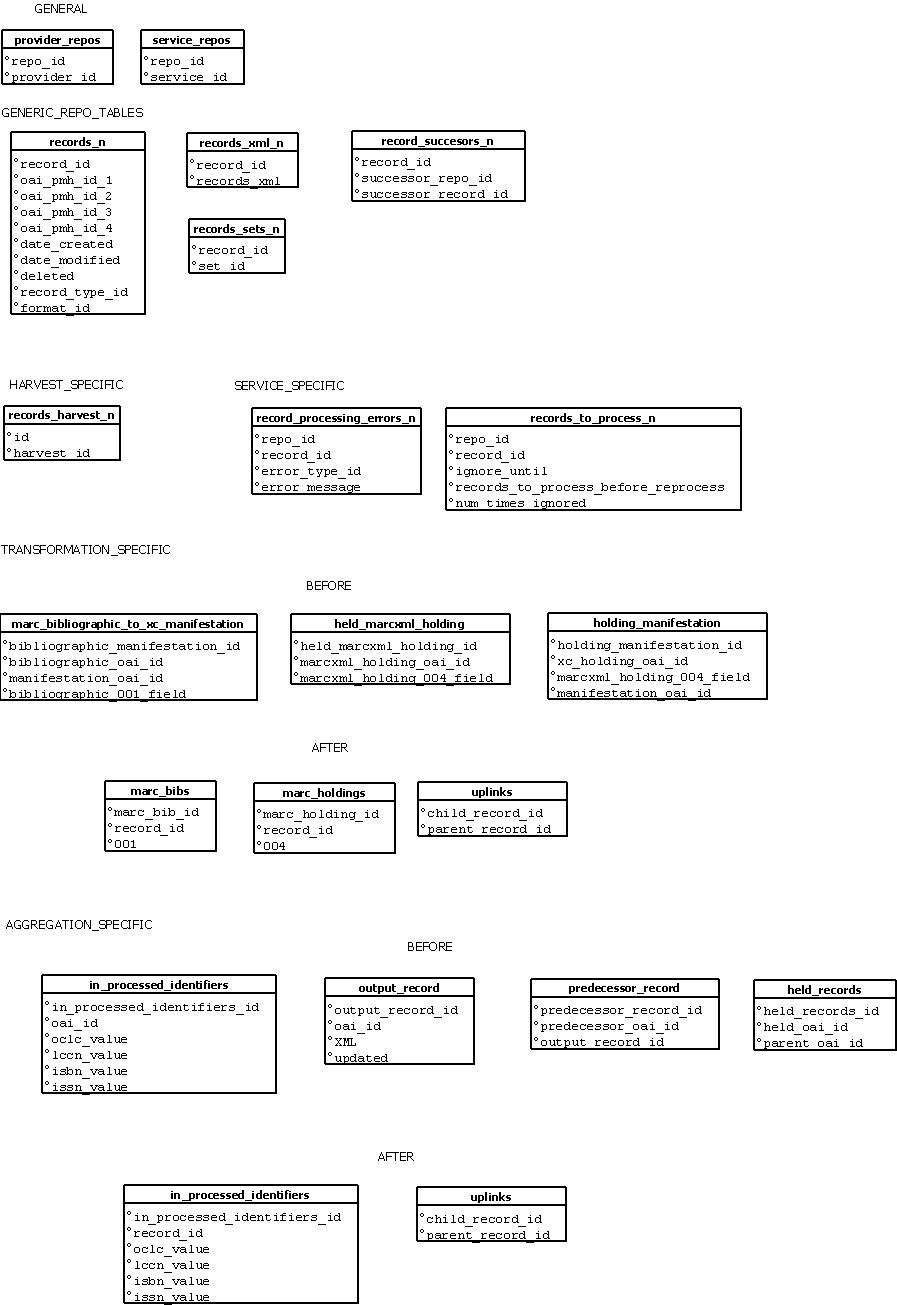 GENERAL
provider_repos
repo_id
provider_id
service_repos
repo_id
service_id
GENERIC_REPO_TABLES
records_n
record_id
oai_pmh_id_1
oai_pmh_id_2
oai_pmh_id_3
oai_pmh_id_4
date_created
date_modified
deleted
record_type_id
format_id
records_xml_n
record_id
records_xml
record_succesors_n
record_id
successor_repo_id
successor_record_id
records_sets_n
record_id
set_id
HARVEST_SPECIFIC
records_harvest_n
id
harvest_id
SERVICE_SPECIFIC
record_processing_errors_n
repo_id
record_id
error_type_id
error_message
records_to_process_n
repo_id
record_id
ignore_until
records_to_process_before_reprocess
num_times_ignored
TRANSFORMATION_SPECIFIC
BEFORE
marc_bibliographic_to_xc_manifestation
bibliographic_manifestation_id
bibliographic_oai_id
manifestation_oai_id
bibliographic_001_field
held_marcxml_holding
held_marcxml_holding_id
marcxml_holding_oai_id
marcxml_holding_004_field
holding_manifestation
holding_manifestation_id
xc_holding_oai_id
marcxml_holding_004_field
manifestation_oai_id
AFTER
marc_bibs
marc_bib_id
record_id
001
marc_holdings
marc_holding_id
record_id
004
uplinks
child_record_id
parent_record_id
AGGREGATION_SPECIFIC
BEFORE
in_processed_identifiers
in_processed_identifiers_id
oai_id
oclc_value
lccn_value
isbn_value
issn_value
output_record
output_record_id
oai_id
XML
updated
predecessor_record
predecessor_record_id
predecessor_oai_id
output_record_id
held_records
held_records_id
held_oai_id
parent_oai_id
AFTER
in_processed_identifiers
in_processed_identifiers_id
record_id
oclc_value
lccn_value
isbn_value
issn_value
uplinks
child_record_id
parent_record_id